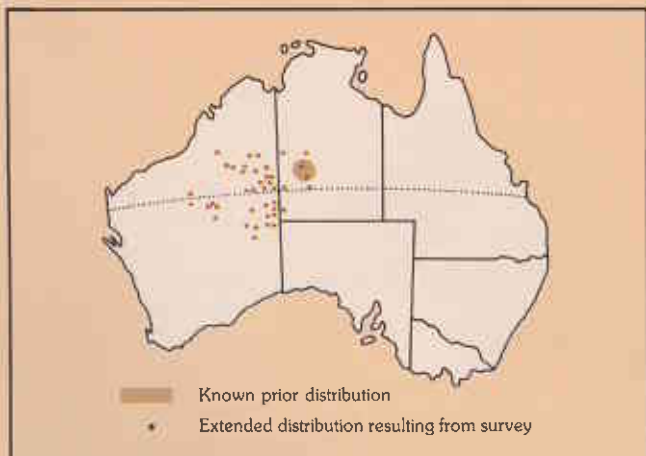 Known prior distribution
Extended distribution resulting from survey